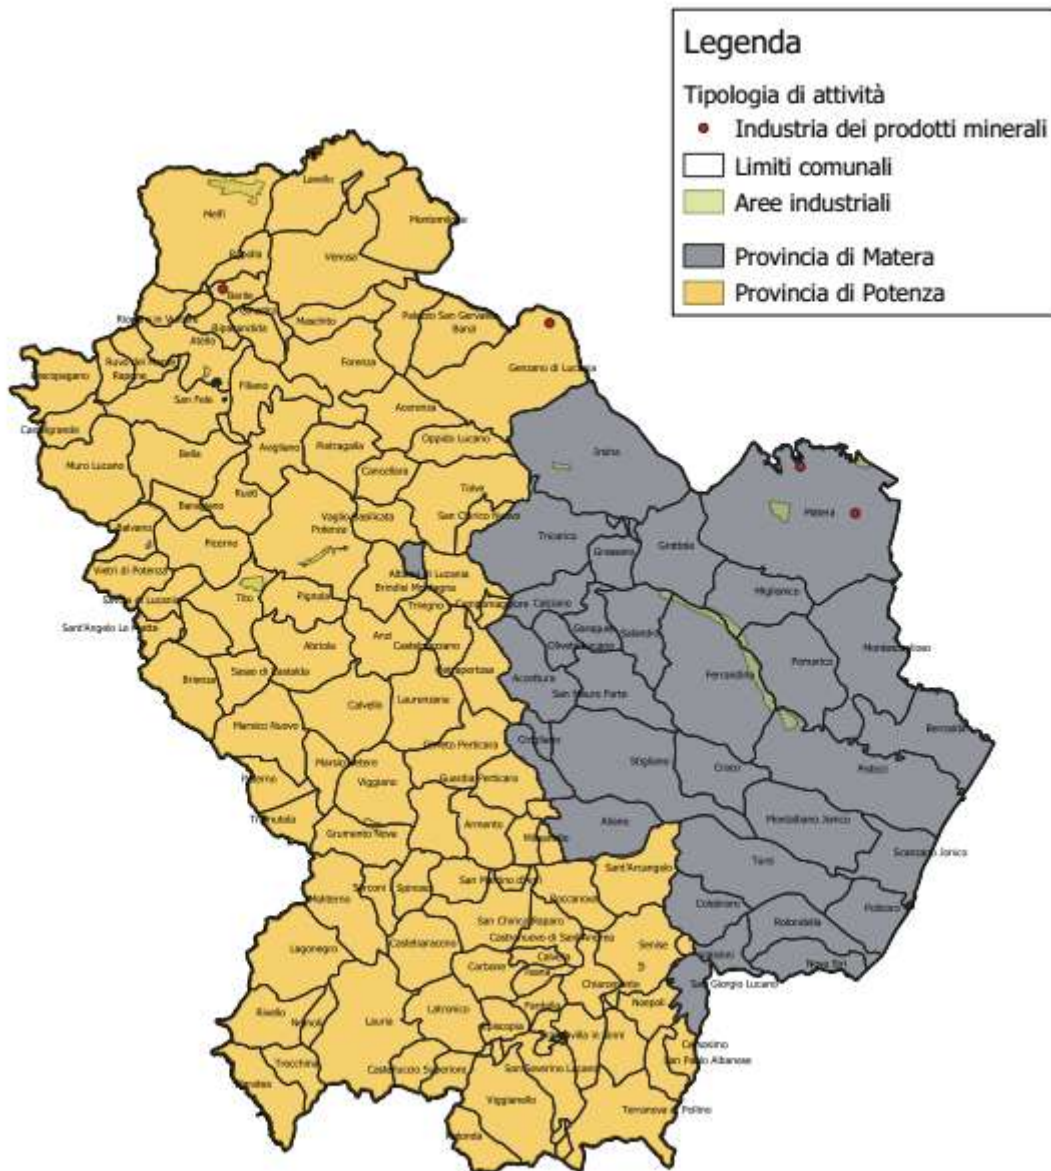 Legenda
Tipologia di attività
Industria dei prodotti minerali
Limiti comunali
Aree industriali
Provincia di Matera
Provincia di Potenza
Lavello
Melfi
Montemilone
Rapolla
Venosa
Barile
Ripacandida
Maschito
Palazzo San Gervasio
Banzi
Atello
Forenza
Genzano di Lucania
Ruvo del Monte
Rapone
Pescopagano
San Fele
Filiano
Acerenza
Castelgrande
Oppido Lucano
Muro Lucano
Bella
Avigliano
Pietragalla
Irsina
Cancellara
Tolve
Ruoti
Baragiano
Vaglio Basilicata
San Chirico Nuovo
Matera
Balvano
Potenza
Picerno
Tricarico
Grassano
Grottole
Vietri di Potenza
Albano di Lucania
Brindisi Montagna
Miglionico
Savoia di Lucania
Tito
Pignola
Trivigno
Campomaggiore
Calciano
Sant'Angelo Le Fratte
Garaguso
Salandra
Anzi
Oliveto Lucano
Abriola
Castelmezzano
Montescaglioso
Pomarico
Brienza
Sasso di Castalda
Pietrapertosa
Accettura
Ferrandina
San Mauro Forte
Calvello
Laurenzana
Marsico Nuovo
Bernalda
Cirigliano
Corleto Perticara
Stigliano
Craco
Pisticci
Paterno
Marsicovetere
Viggiano
Guardia Perticara
Tramutola
Armento
Aliano
Montalbano Jonico
Grumento Nova
Missanello
Scanzano Jonico
Tursi
Sant'Arcangelo
San Martino d'Agri
Moliterno
Sarconi
Spinoso
Roccanova
Colobraro
Policoro
San Chirico Raparo
Rotondella
Castelsaraceno
Castronuovo di Sant'Andrea
Lagonegro
Senise
Calvera
Carbone
Nova Siri
Chiaromonte
San Giorgio Lucano
Rivello
Nemoli
Lauria
Latronico
Fardella
Noepoli
Episcopia
Francavilla in Sinni
Cersosimo
San Paolo Albanese
Trecchina
Castelluccio Superiore
San Severino Lucano
Maratea
Viggianello
Terranova di Pollino
Rotonda